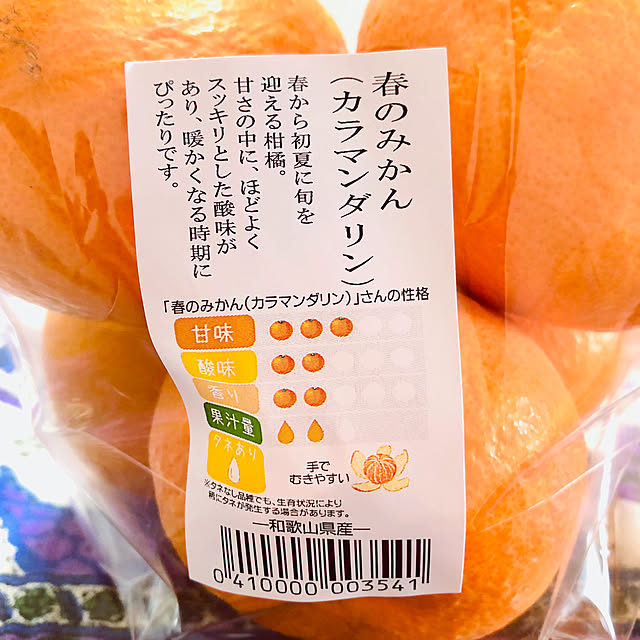 春のみかん
(カラマンダリン)
春から初夏に旬を
迎える柑橘。
甘さの中に、ほどよく
スッキリとした酸味が
あり、暖かくなる時期に
ぴったりです。
「春のみかん(カラマンダリン)」さんの性格
甘味
酸味
香り
果汁量
タネあり
手で
むきやすい
※タネなし品種でも、生育状況により
稀にタネが発生する場合があります。
―和歌山県産―
0 410000 003541